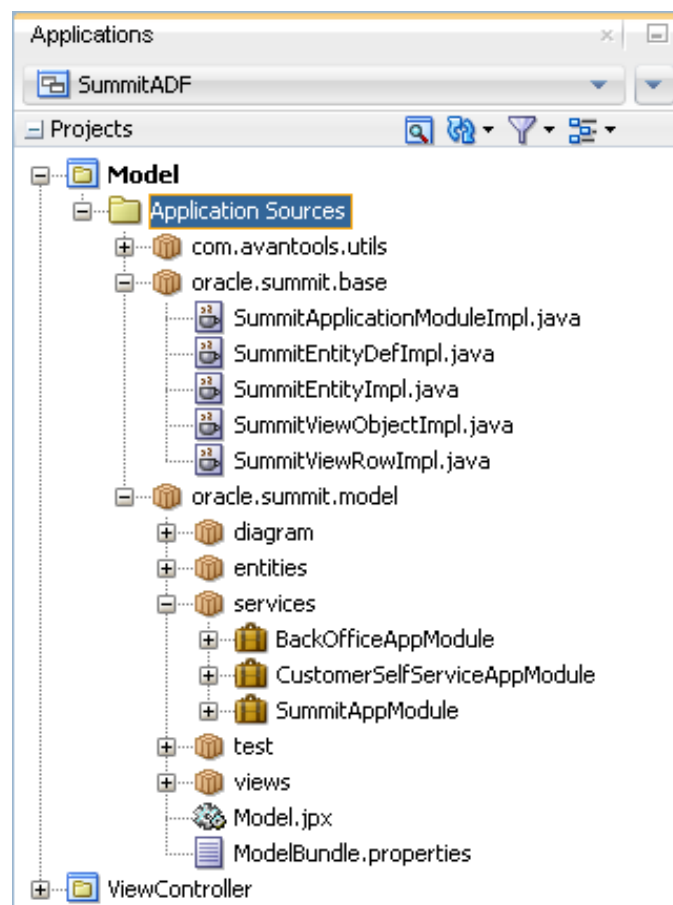 Applications
SummitADF
Projects
Model
Application Sources
com.avantools.utils
oracle.summit.base
SummitApplicationModuleImpl.java
SummitEntityDefImpl.java
SummitEntityImpl.java
SummitViewObjectImpl.java
SummitViewRowImpl.java
oracle.summit.model
diagram
entities
services
BackOfficeAppModule
CustomerSelfServiceAppModule
SummitAppModule
test
views
Model.jpx
ModelBundle.properties
ViewController